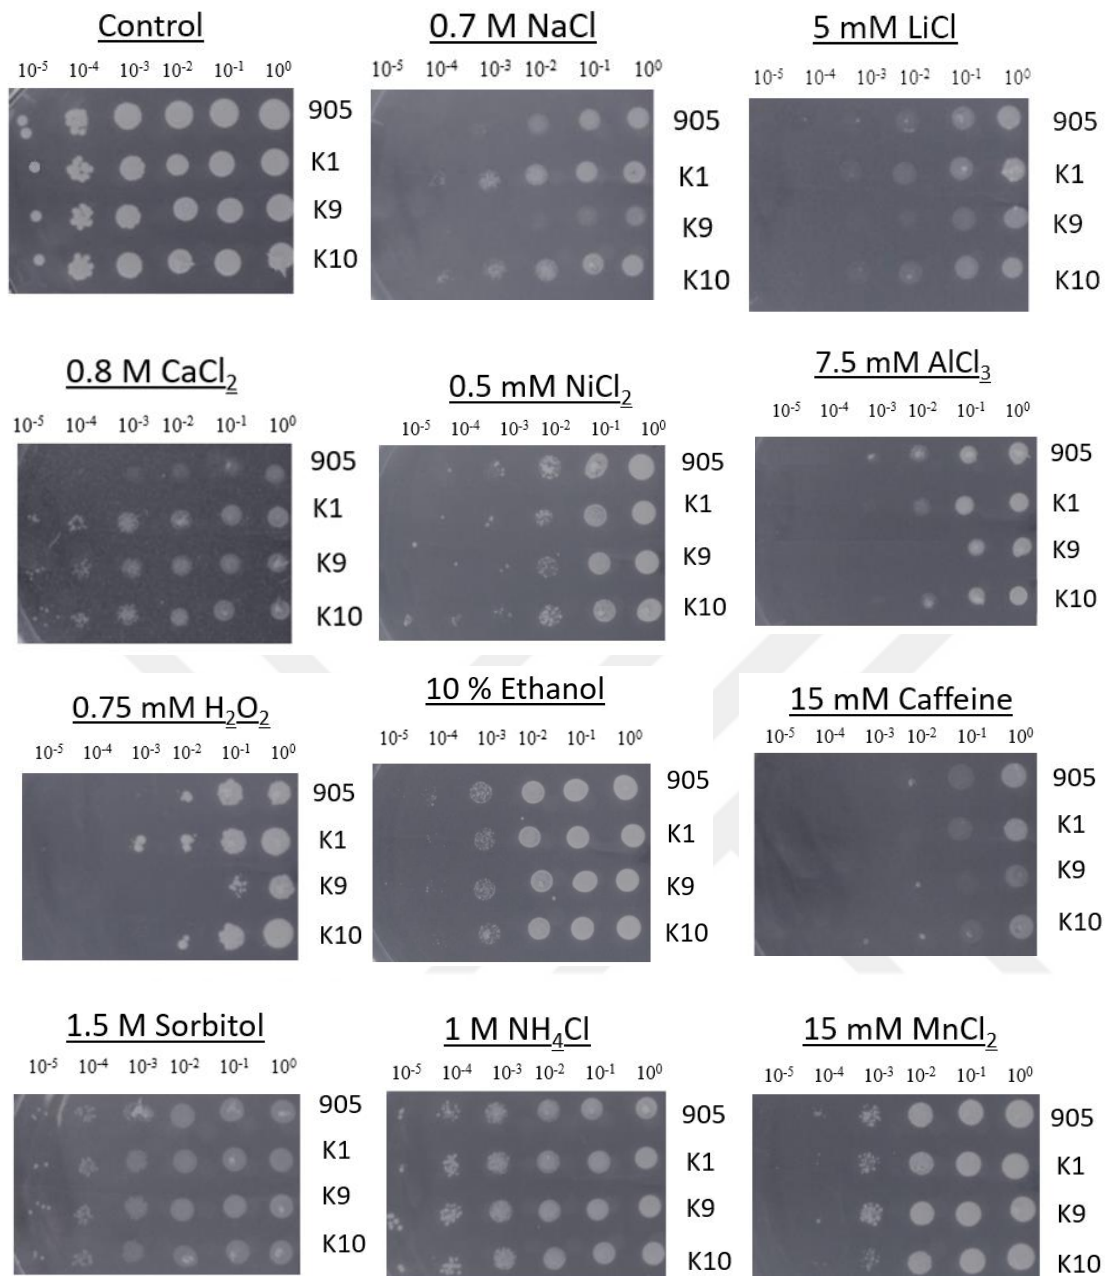 Control
10⁻⁵ 10⁻⁴ 10⁻³ 10⁻² 10⁻¹ 10⁰
905
K1
K9
K10
0.7 M NaCl
10⁻⁵ 10⁻⁴ 10⁻³ 10⁻² 10⁻¹ 10⁰
905
K1
K9
K10
5 mM LiCl
10⁻⁵ 10⁻⁴ 10⁻³ 10⁻² 10⁻¹ 10⁰
905
K1
K9
K10
0.8 M CaCl₂
10⁻⁵ 10⁻⁴ 10⁻³ 10⁻² 10⁻¹ 10⁰
905
K1
K9
K10
0.5 mM NiCl₂
10⁻⁵ 10⁻⁴ 10⁻³ 10⁻² 10⁻¹ 10⁰
905
K1
K9
K10
7.5 mM AlCl₃
10⁻⁵ 10⁻⁴ 10⁻³ 10⁻² 10⁻¹ 10⁰
905
K1
K9
K10
0.75 mM H₂O₂
10⁻⁵ 10⁻⁴ 10⁻³ 10⁻² 10⁻¹ 10⁰
905
K1
K9
K10
10 % Ethanol
10⁻⁵ 10⁻⁴ 10⁻³ 10⁻² 10⁻¹ 10⁰
905
K1
K9
K10
15 mM Caffeine
10⁻⁵ 10⁻⁴ 10⁻³ 10⁻² 10⁻¹ 10⁰
905
K1
K9
K10
1.5 M Sorbitol
10⁻⁵ 10⁻⁴ 10⁻³ 10⁻² 10⁻¹ 10⁰
905
K1
K9
K10
1 M NH₄Cl
10⁻⁵ 10⁻⁴ 10⁻³ 10⁻² 10⁻¹ 10⁰
905
K1
K9
K10
15 mM MnCl₂
10⁻⁵ 10⁻⁴ 10⁻³ 10⁻² 10⁻¹ 10⁰
905
K1
K9
K10